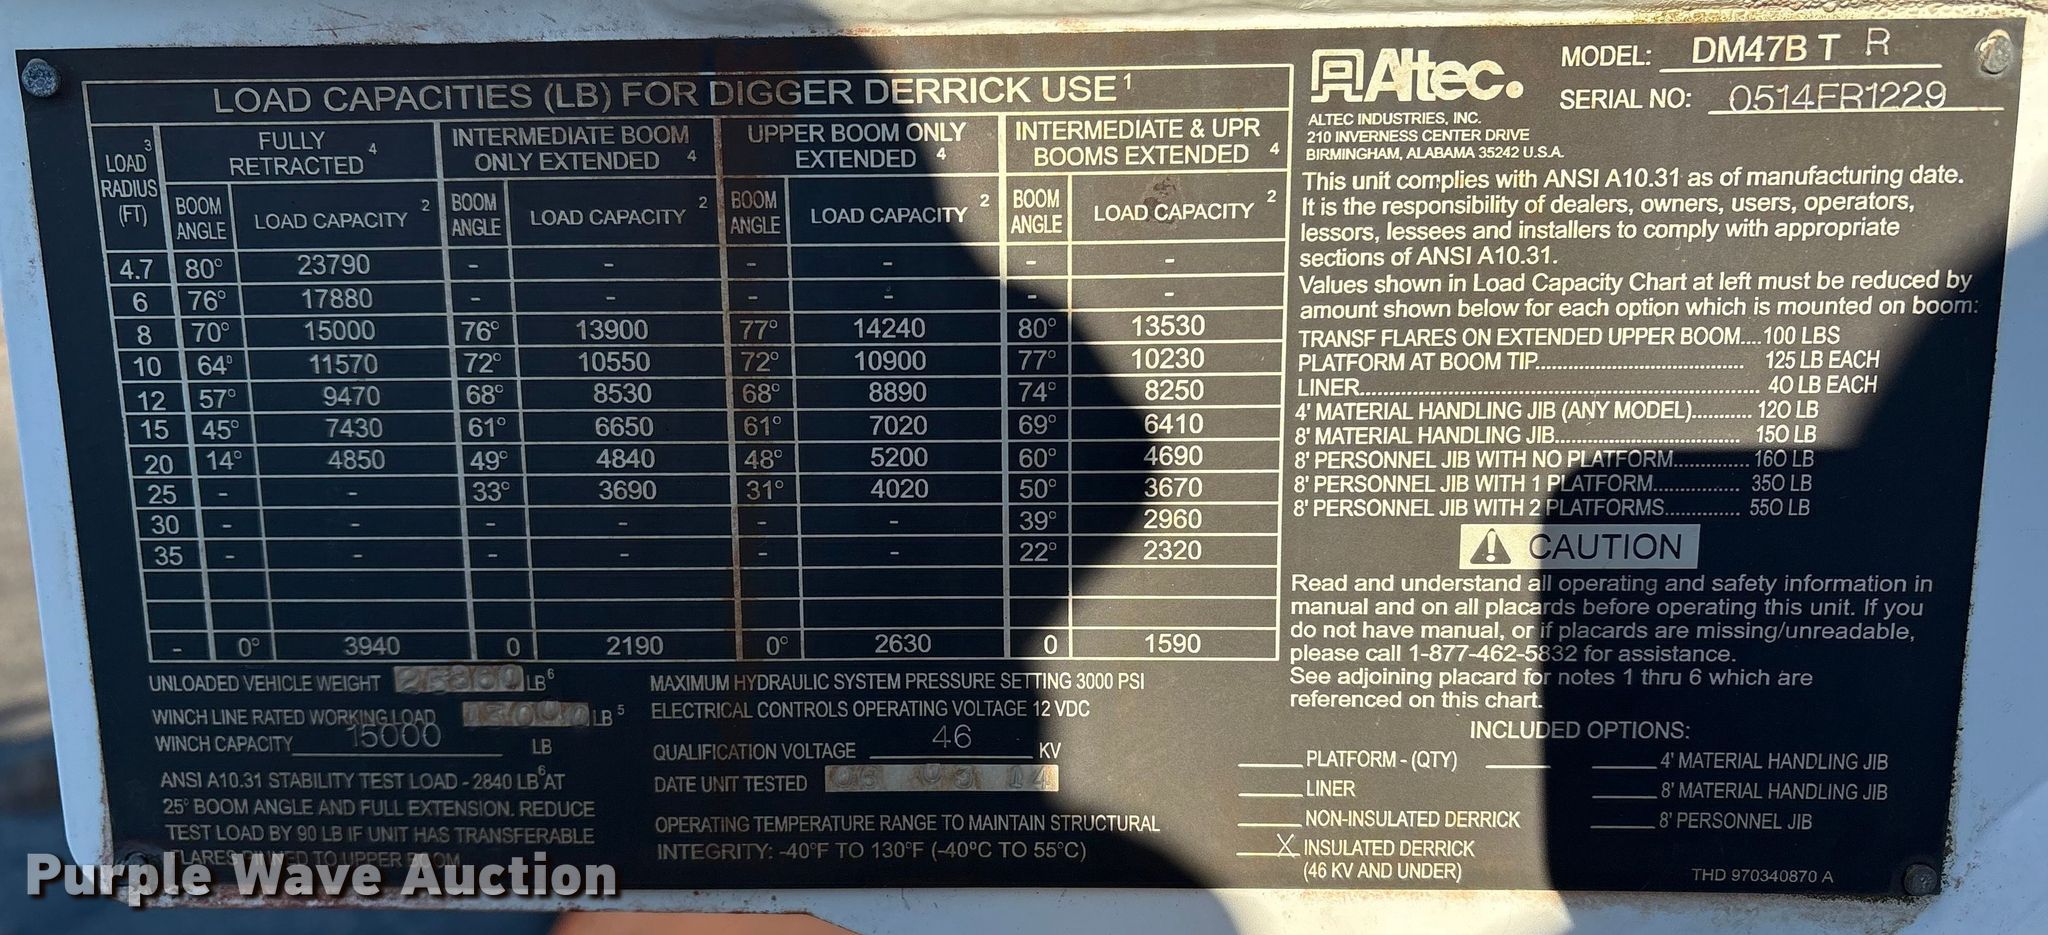 LOAD CAPACITIES (LB) FOR DIGGER DERRICK USE 1
LOAD 3 RADIUS (FT) | FULLY RETRACTED 4 | INTERMEDIATE BOOM ONLY EXTENDED 4 | UPPER BOOM ONLY EXTENDED 4 | INTERMEDIATE & UPR BOOMS EXTENDED 4
BOOM ANGLE | LOAD CAPACITY 2 | BOOM ANGLE | LOAD CAPACITY 2 | BOOM ANGLE | LOAD CAPACITY 2 | BOOM ANGLE | LOAD CAPACITY 2
4.7 80° 23790 - - - - - -
6 76° 17880 - - - - - -
8 70° 15000 76° 13900 77° 14240 80° 13530
10 64° 11570 72° 10550 72° 10900 77° 10230
12 57° 9470 68° 8530 68° 8890 74° 8250
15 45° 7430 61° 6650 61° 7020 69° 6410
20 14° 4850 49° 4840 48° 5200 60° 4690
25 - - 33° 3690 31° 4020 50° 3670
30 - - - - - - 39° 2960
35 - - - - - - 22° 2320
- 0° 3940 0 2190 0° 2630 0 1590
UNLOADED VEHICLE WEIGHT LB 6
WINCH LINE RATED WORKING LOAD LB 5
WINCH CAPACITY 15000 LB
ANSI A10.31 STABILITY TEST LOAD - 2840 LB 6 AT
25° BOOM ANGLE AND FULL EXTENSION. REDUCE
TEST LOAD BY 90 LB IF UNIT HAS TRANSFERABLE
FLARES PINNED TO UPPER BOOM
MAXIMUM HYDRAULIC SYSTEM PRESSURE SETTING 3000 PSI
ELECTRICAL CONTROLS OPERATING VOLTAGE 12 VDC
QUALIFICATION VOLTAGE 46 KV
DATE UNIT TESTED
OPERATING TEMPERATURE RANGE TO MAINTAIN STRUCTURAL
INTEGRITY: -40°F TO 130°F (-40°C TO 55°C)
Altec.
MODEL: DM47B T R
SERIAL NO: 0514FR1229
ALTEC INDUSTRIES, INC.
210 INVERNESS CENTER DRIVE
BIRMINGHAM, ALABAMA 35242 U.S.A.
This unit complies with ANSI A10.31 as of manufacturing date.
It is the responsibility of dealers, owners, users, operators,
lessors, lessees and installers to comply with appropriate
sections of ANSI A10.31.
Values shown in Load Capacity Chart at left must be reduced by
amount shown below for each option which is mounted on boom:
TRANSF FLARES ON EXTENDED UPPER BOOM....100 LBS
PLATFORM AT BOOM TIP........ 125 LB EACH
LINER........ 40 LB EACH
4' MATERIAL HANDLING JIB (ANY MODEL)........ 120 LB
8' MATERIAL HANDLING JIB........ 150 LB
8' PERSONNEL JIB WITH NO PLATFORM........ 160 LB
8' PERSONNEL JIB WITH 1 PLATFORM........ 350 LB
8' PERSONNEL JIB WITH 2 PLATFORMS........ 550 LB
CAUTION
Read and understand all operating and safety information in
manual and on all placards before operating this unit. If you
do not have manual, or if placards are missing/unreadable,
please call 1-877-462-5832 for assistance.
See adjoining placard for notes 1 thru 6 which are
referenced on this chart.
INCLUDED OPTIONS:
PLATFORM - (QTY)
LINER
NON-INSULATED DERRICK
X INSULATED DERRICK
(46 KV AND UNDER)
4' MATERIAL HANDLING JIB
8' MATERIAL HANDLING JIB
8' PERSONNEL JIB
THD 970340870 A
Purple Wave Auction